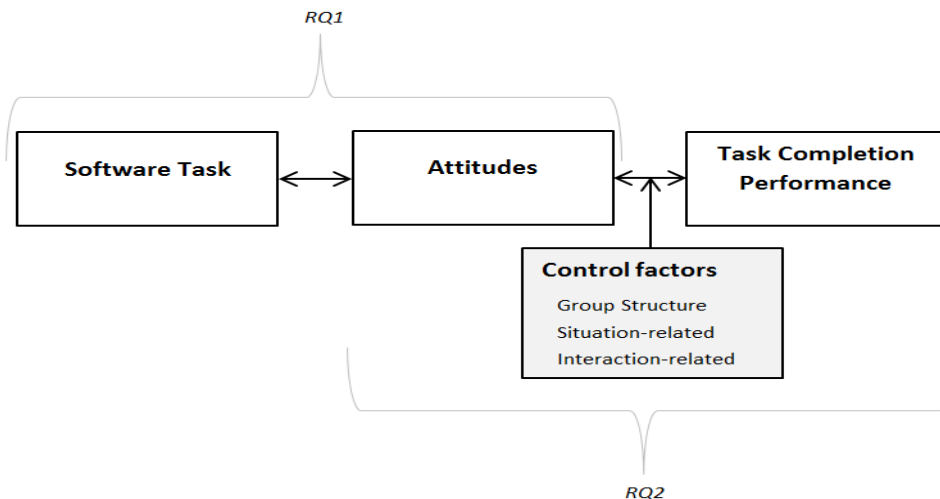 RQ1
Software Task
Attitudes
Task Completion
Performance
Control factors
Group Structure
Situation-related
Interaction-related
RQ2